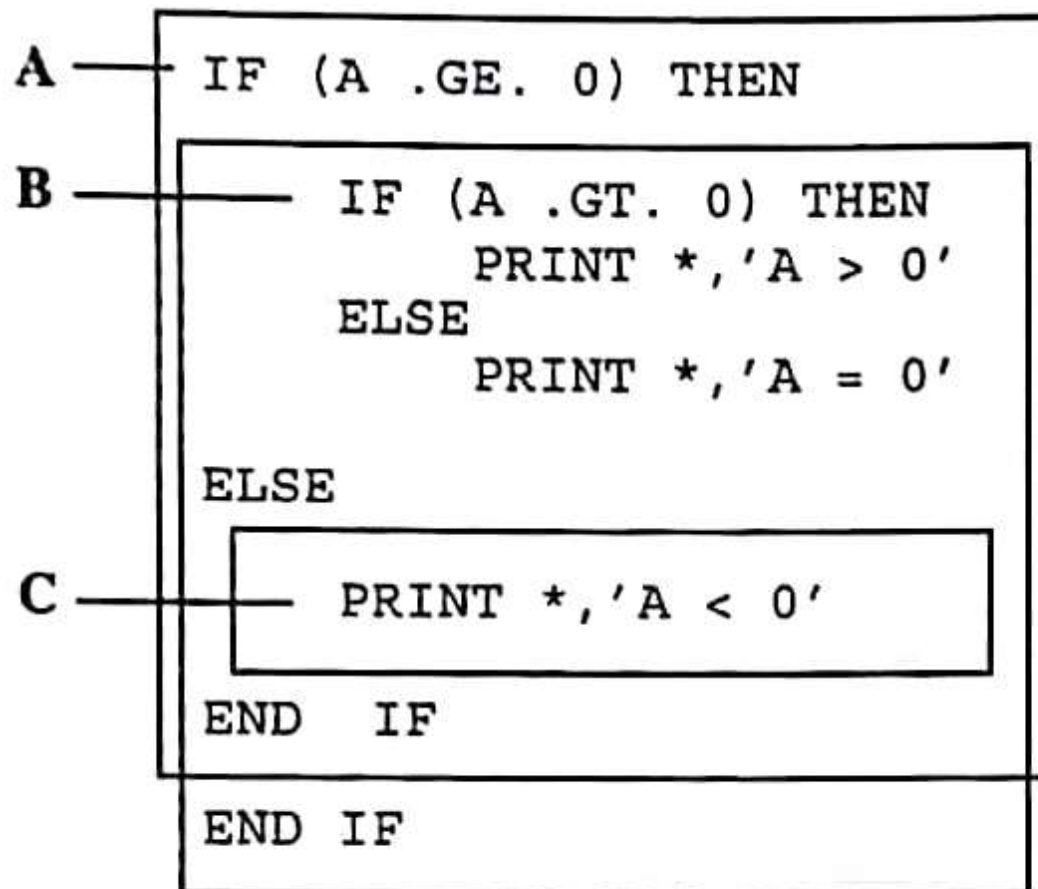 A IF (A .GE. 0) THEN
B IF (A .GT. 0) THEN
PRINT *,'A > 0'
ELSE
PRINT *,'A = 0'
ELSE
C PRINT *,'A < 0'
END IF
END IF